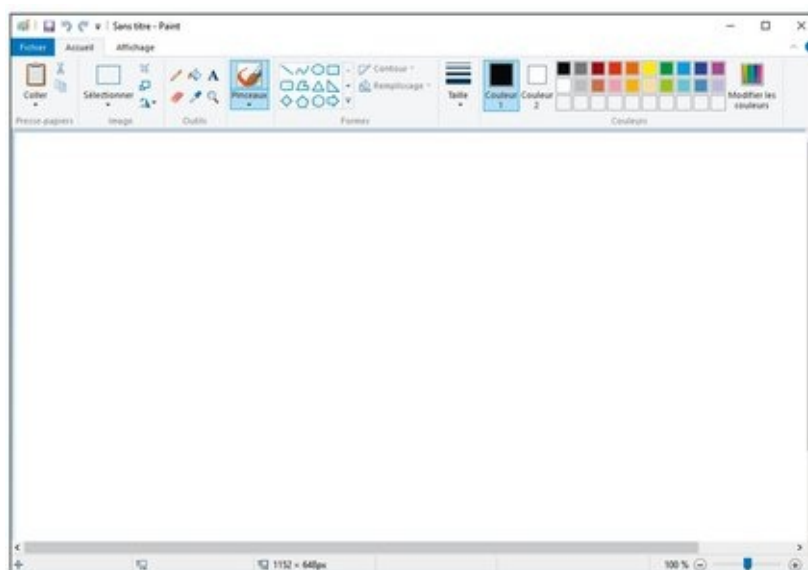 Sans titre - Paint
Fichier Accueil Affichage
Coller Sélectionner Pinceaux Contour Remplissage Taille Couleur 1 Couleur 2 Modifier les couleurs
Presse-papiers Image Outils Formes Couleurs
1152 × 648px 100 %